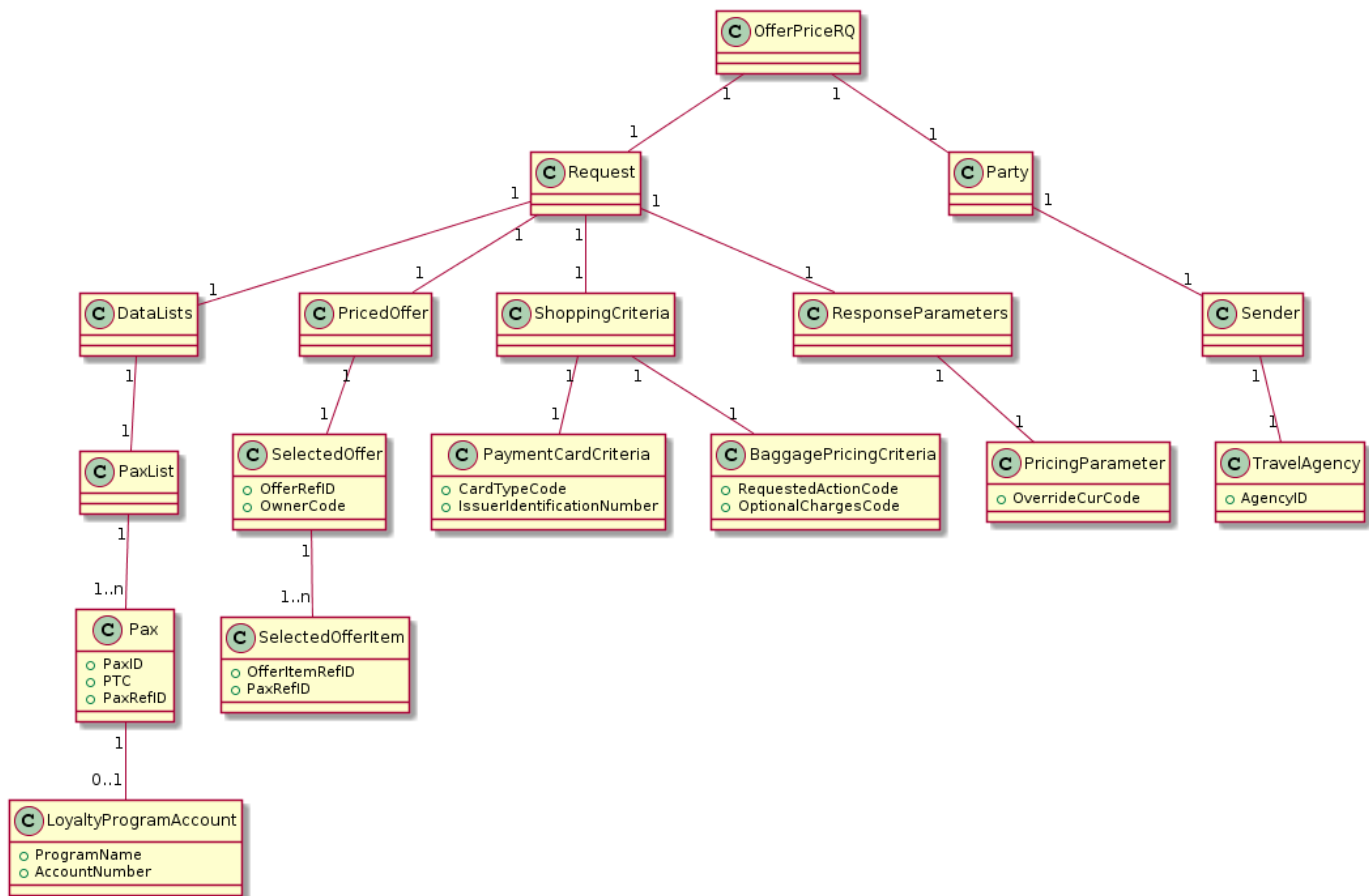 C OfferPriceRQ
1 1
1 1
C Request
C Party
1 1 1 1 1
1 1 1 1 1
C DataLists
C PricedOffer
C ShoppingCriteria
C ResponseParameters
C Sender
1 1 1 1 1 1
1 1 1 1 1 1
C PaxList
C SelectedOffer
OfferRefID
OwnerCode
C PaymentCardCriteria
CardTypeCode
IssuerIdentificationNumber
C BaggagePricingCriteria
RequestedActionCode
OptionalChargesCode
C PricingParameter
OverrideCurCode
C TravelAgency
AgencyID
1 1
1..n 1..n
C Pax
PaxID
PTC
PaxRefID
C SelectedOfferItem
OfferItemRefID
PaxRefID
1
0..1
C LoyaltyProgramAccount
ProgramName
AccountNumber